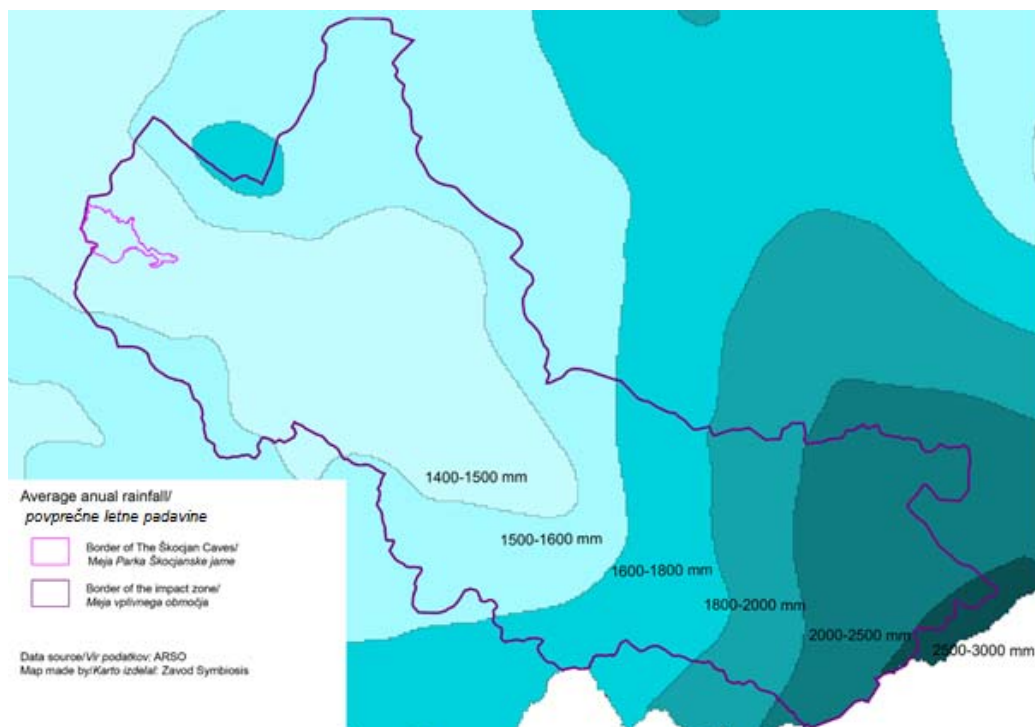 1400-1500 mm
1500-1600 mm
1600-1800 mm
1800-2000 mm
2000-2500 mm
2500-3000 mm
Average anual rainfall/
povprečne letne padavine
Border of The Škocjan Caves/
Meja Parka Škocjanske jame
Border of the impact zone/
Meja vplivnega območja
Data source/Vir podatkov: ARSO
Map made by/Karto izdelal: Zavod Symbiosis